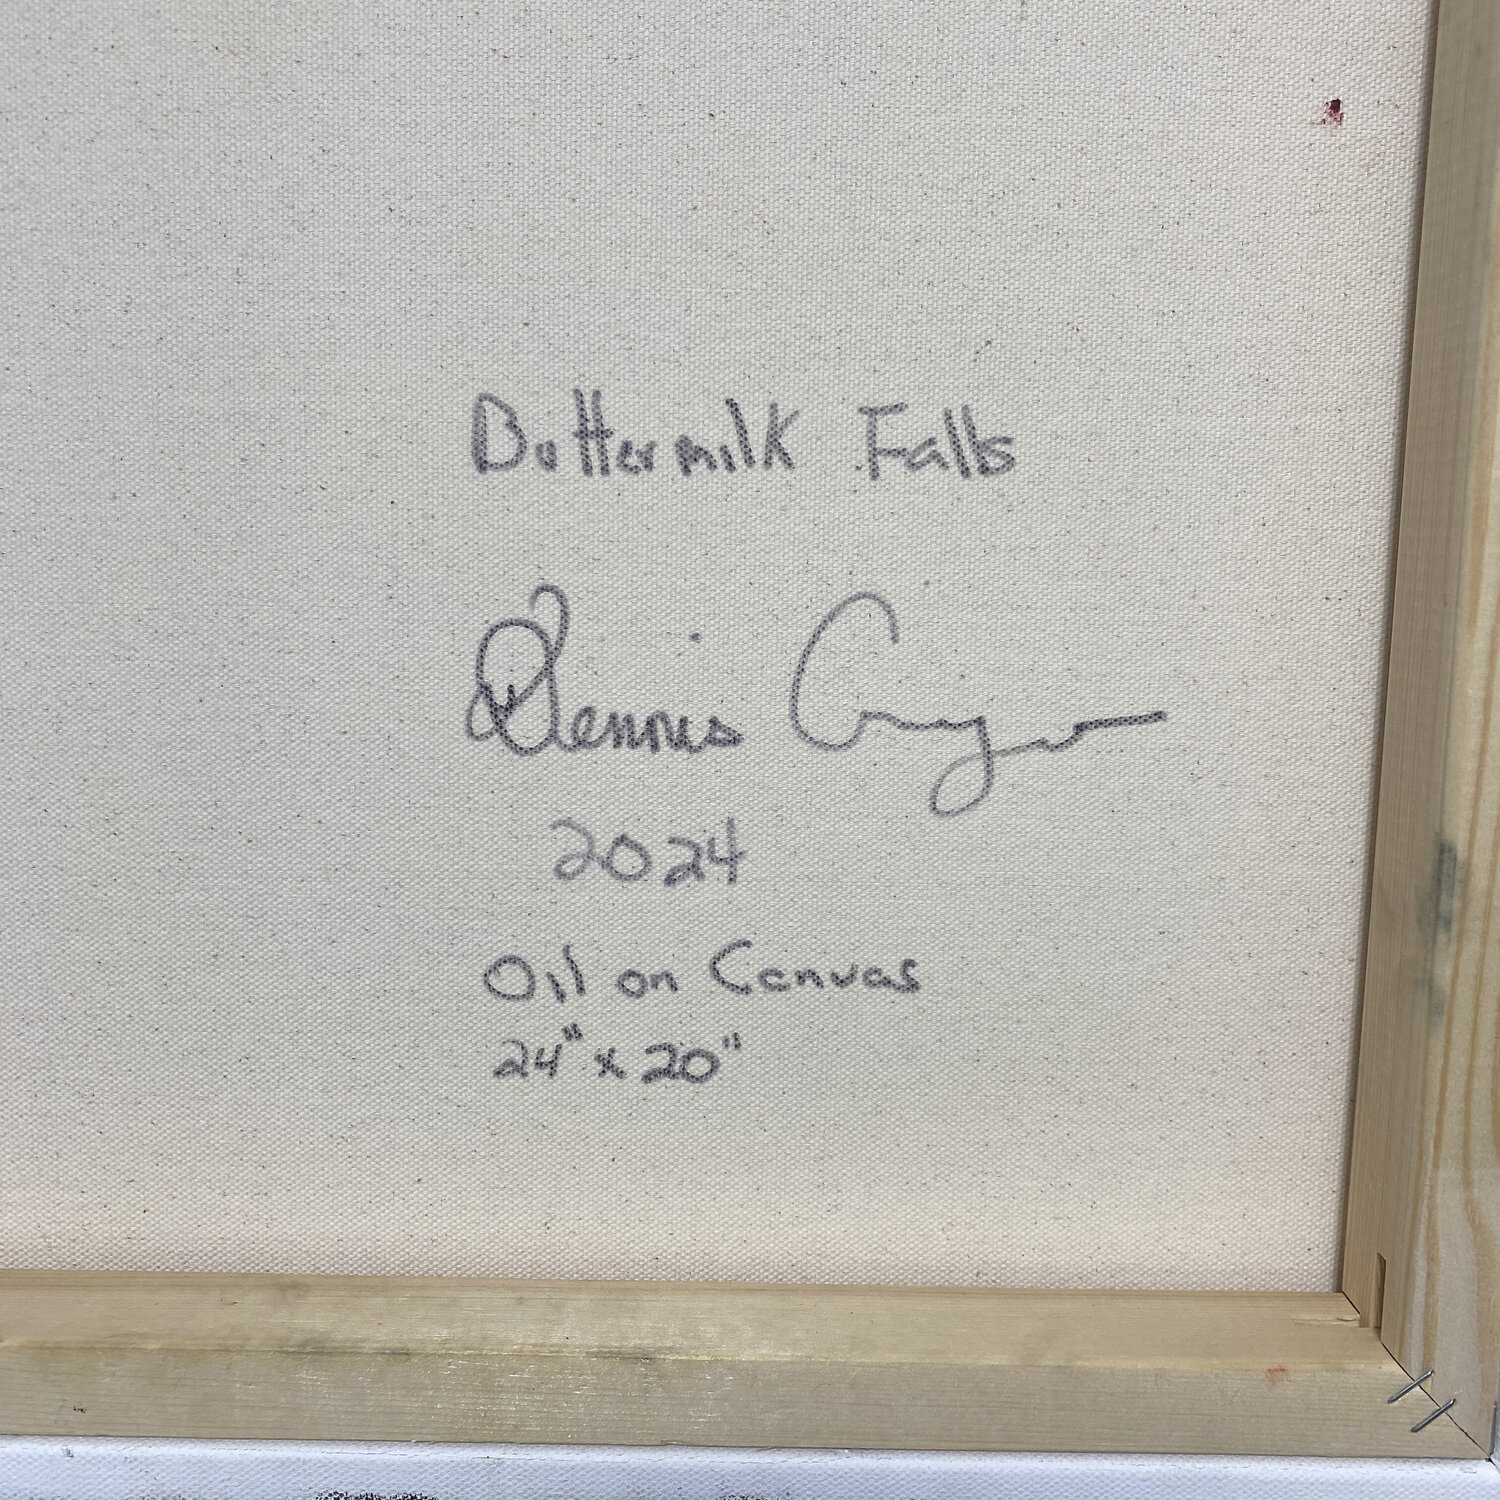 Buttermilk Falls
Dennis
2024
Oil on Canvas
24" x 20"